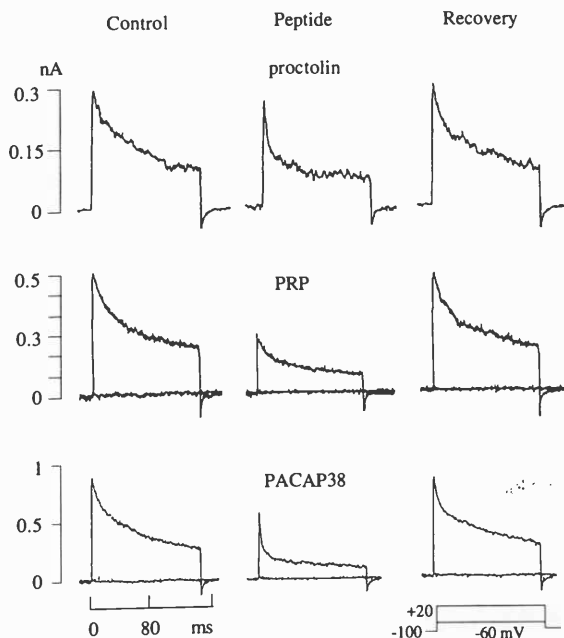 Control Peptide Recovery
nA proctolin
0.3
0.15
0
PRP
0.5
0.3
0
PACAP38
1
0.5
0
0 80 ms
+20
-100 -60 mV